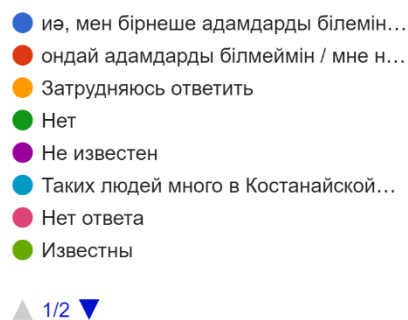 иә, мен бірнеше адамдарды білемін…
ондай адамдарды білмеймін / мне н…
Затрудняюсь ответить
Нет
Не известен
Таких людей много в Костанайской…
Нет ответа
Известны
1/2